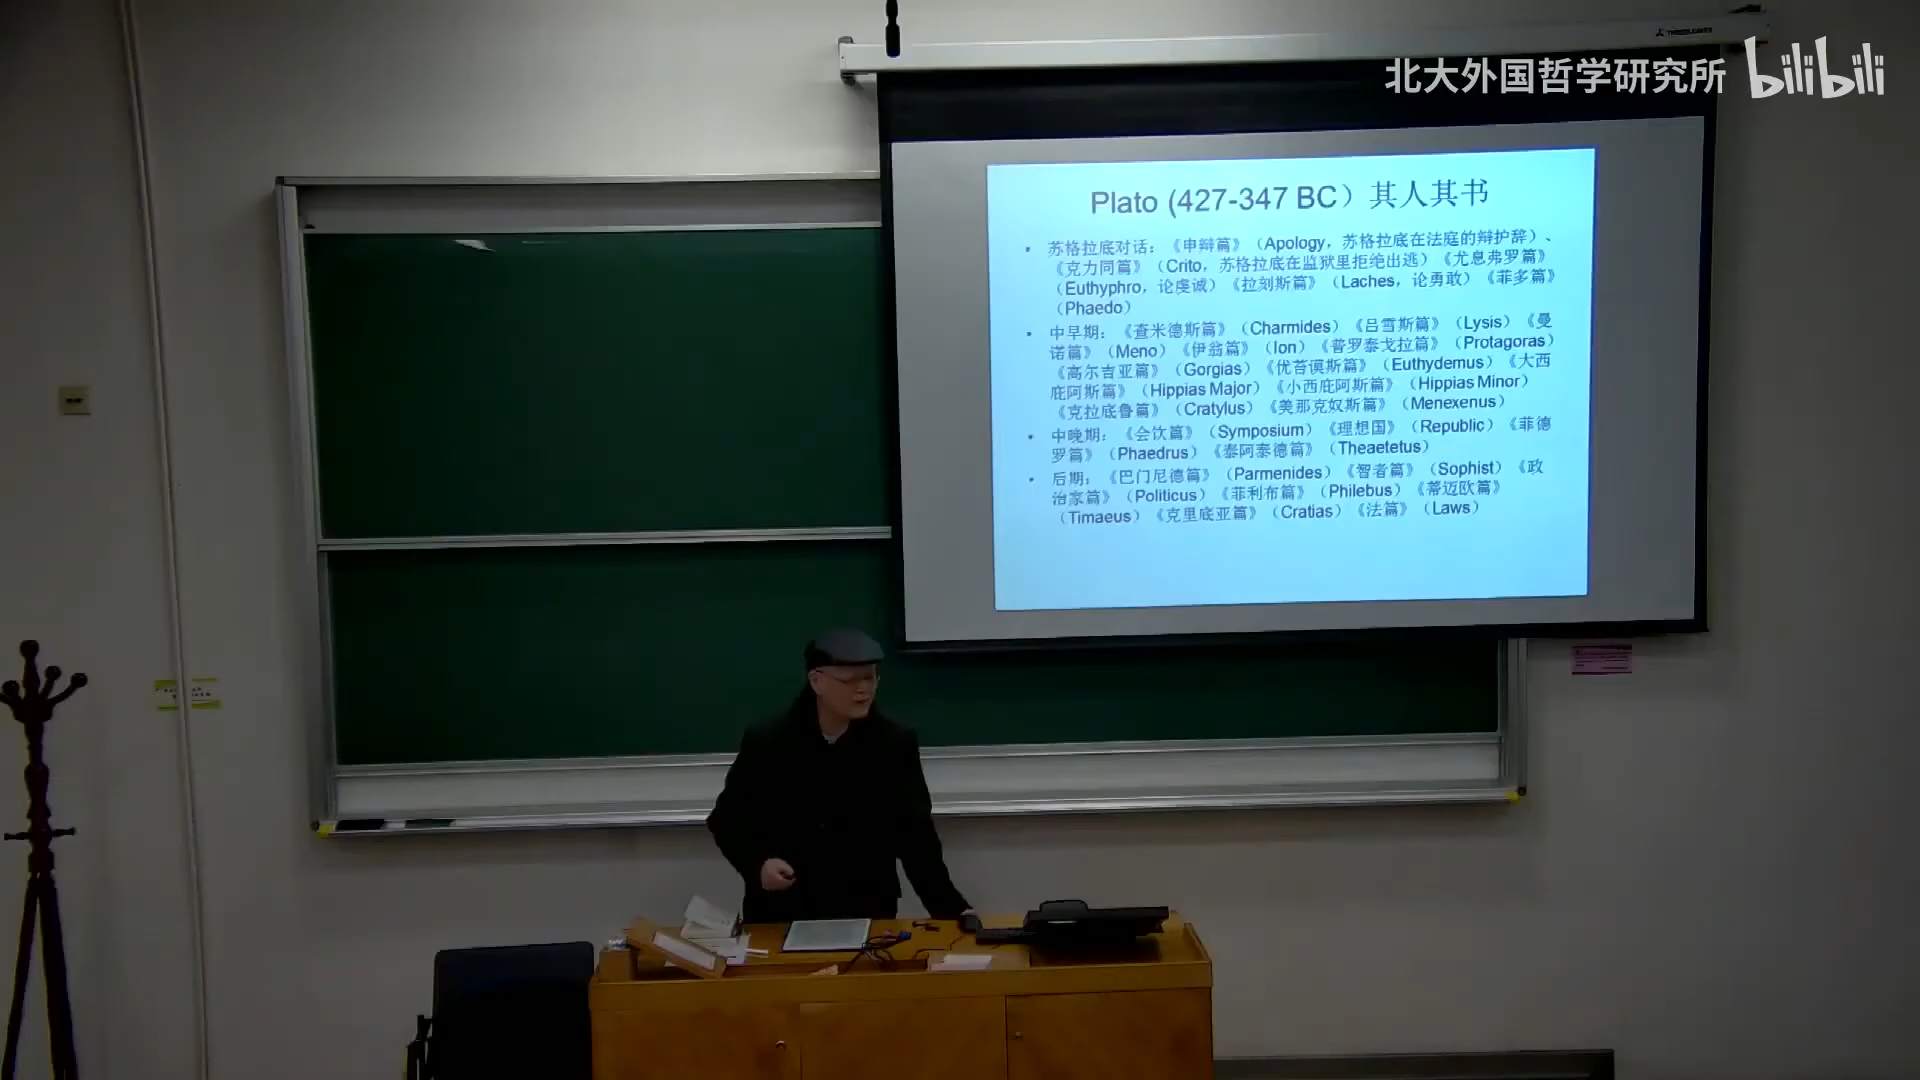 北大外国哲学研究所 bilibili
Plato (427-347 BC）其人其书
• 苏格拉底对话：《申辩篇》（Apology，苏格拉底在法庭的辩护辞）、
《克力同篇》（Crito，苏格拉底在监狱里拒绝出逃）《尤息弗罗篇》
（Euthyphro，论虔诚）《拉刻斯篇》（Laches，论勇敢）《菲多篇》
（Phaedo）
• 中早期：《查米德斯篇》（Charmides）《吕雪斯篇》（Lysis）《曼
诺篇》（Meno）《伊翁篇》（Ion）《普罗泰戈拉篇》（Protagoras）
《高尔吉亚篇》（Gorgias）《优苔谟斯篇》（Euthydemus）《大西
庇阿斯篇》（Hippias Major）《小西庇阿斯篇》（Hippias Minor）
《克拉底鲁篇》（Cratylus）《美那克奴斯篇》（Menexenus）
• 中晚期：《会饮篇》（Symposium）《理想国》（Republic）《菲德
罗篇》（Phaedrus）《泰阿泰德篇》（Theaetetus）
• 后期：《巴门尼德篇》（Parmenides）《智者篇》（Sophist）《政
治家篇》（Politicus）《菲利布篇》（Philebus）《蒂迈欧篇》
（Timaeus）《克里底亚篇》（Cratias）《法篇》（Laws）